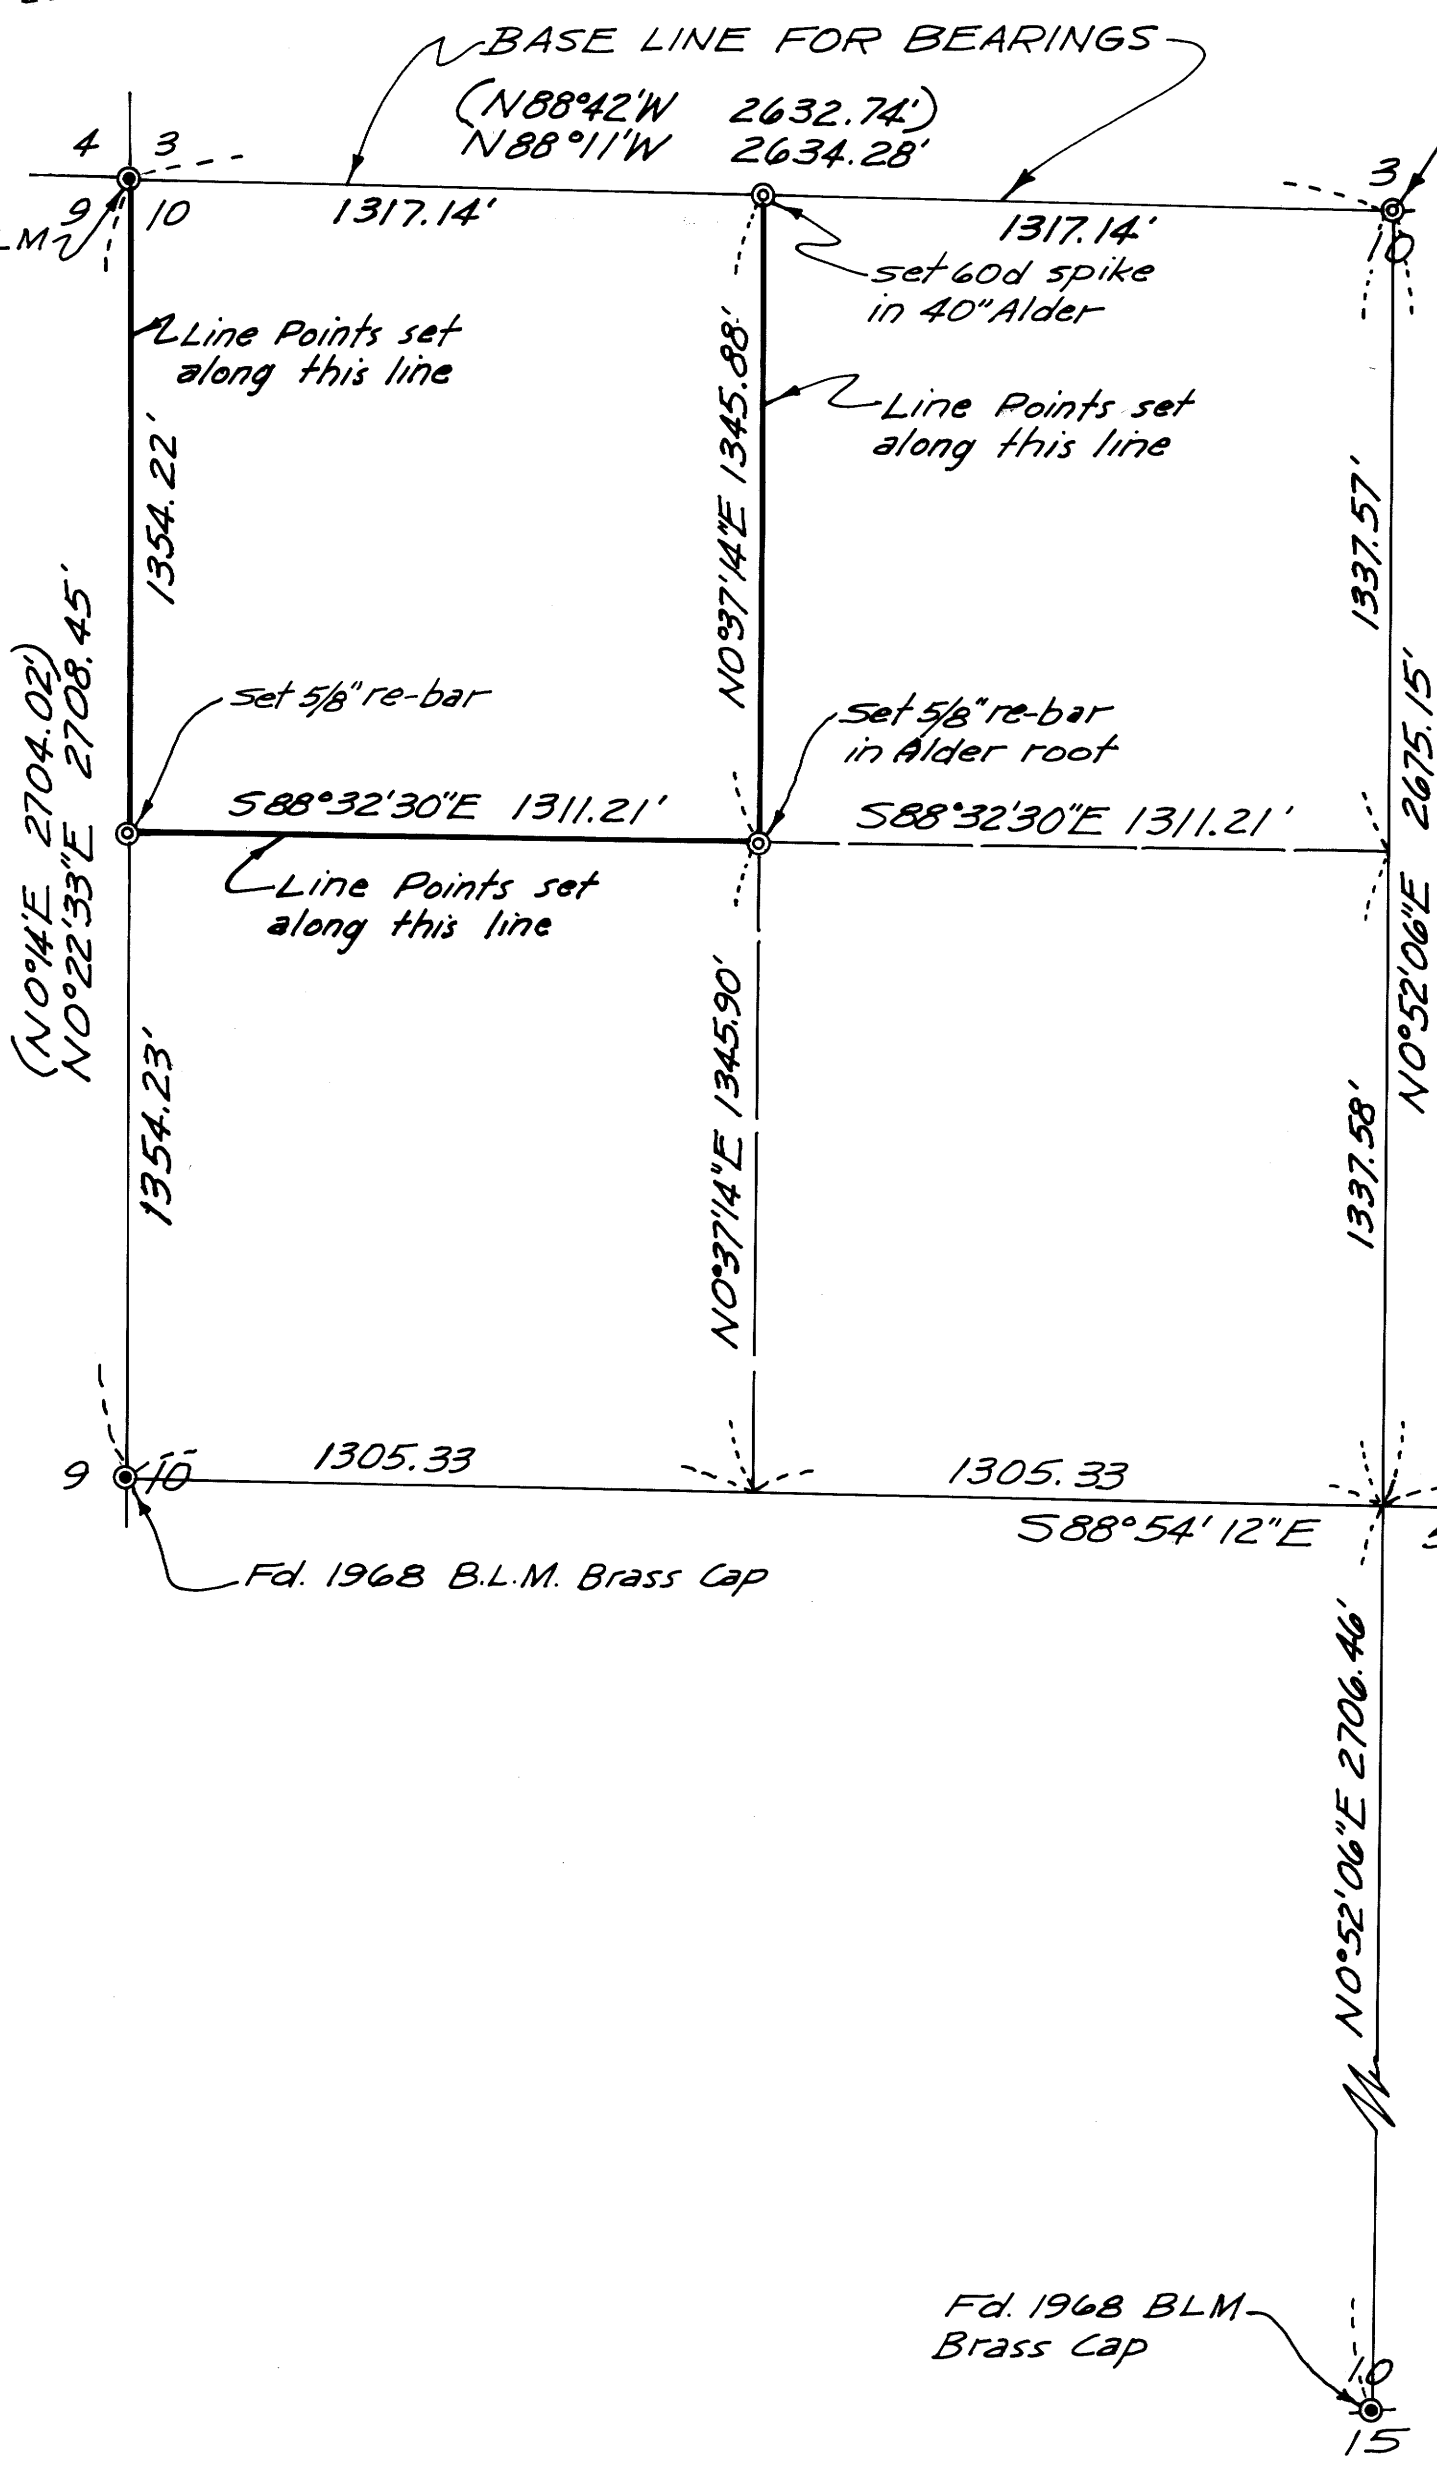 BASE LINE FOR BEARINGS
(N88°42'W 2632.74')
N88°11'W 2634.28'
4 3
3
9 10
10
LM
1317.14'
1317.14'
set 60d spike
in 40" Alder
Line Points set
along this line
Line Points set
along this line
1354.22'
N0°37'14"E 1345.88'
1337.57'
(N0°14'E 2704.02')
N0°22'33"E 2708.45'
set 5/8" re-bar
set 5/8" re-bar
in Alder root
S88°32'30"E 1311.21'
S88°32'30"E 1311.21'
Line Points set
along this line
N0°52'06"E 2675.15'
1354.23'
N0°37'14"E 1345.90'
1337.58'
9 10
1305.33
1305.33
S88°54'12"E
Fd. 1968 B.L.M. Brass Cap
N0°52'06"E 2706.46'
Fd. 1968 BLM
Brass Cap
10
15